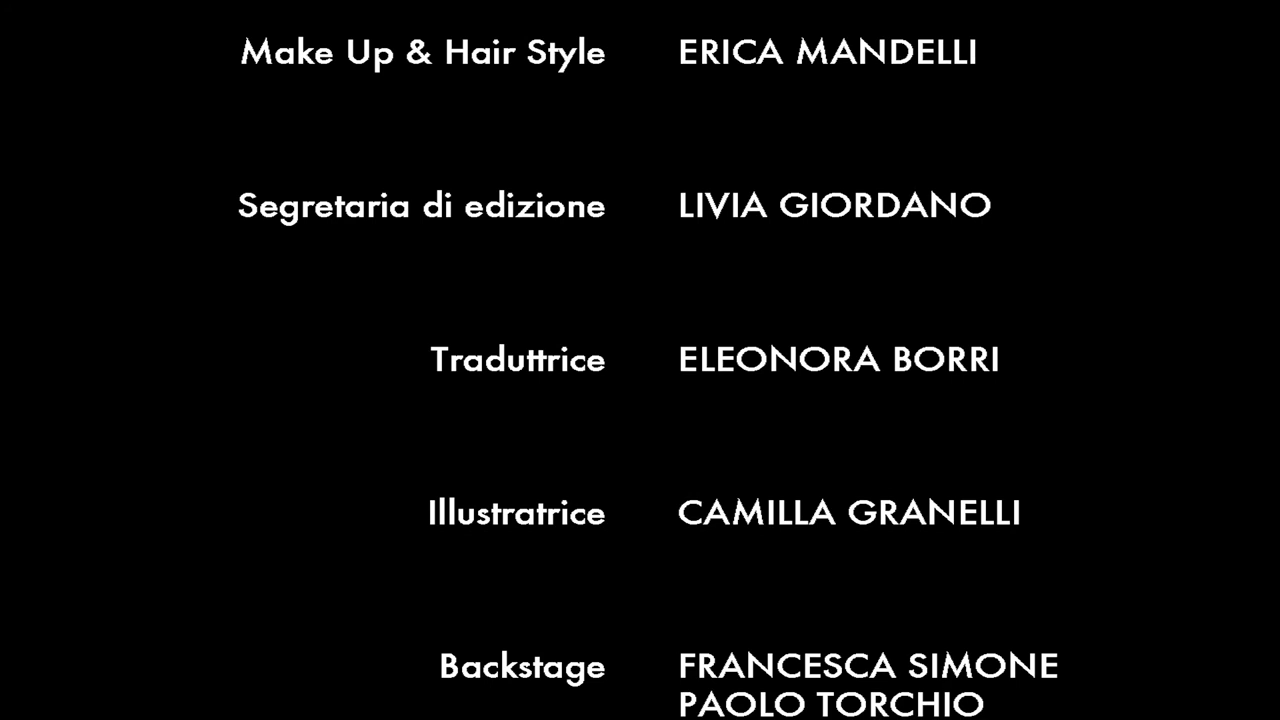 Make Up & Hair Style ERICA MANDELLI
Segretaria di edizione LIVIA GIORDANO
Traduttrice ELEONORA BORRI
Illustratrice CAMILLA GRANELLI
Backstage FRANCESCA SIMONE
PAOLO TORCHIO